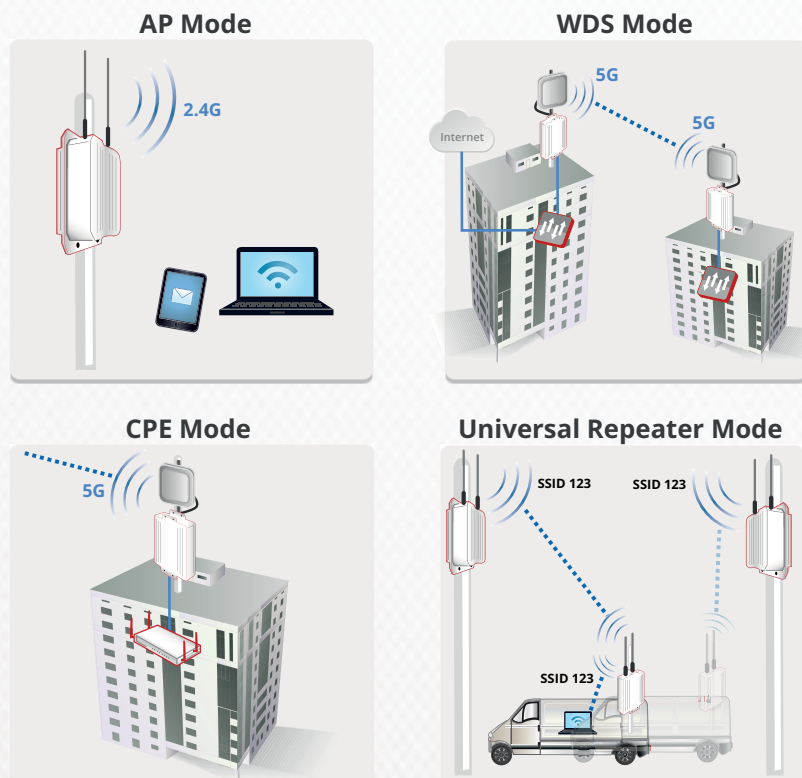 AP Mode
2.4G
WDS Mode
5G
Internet
5G
CPE Mode
5G
Universal Repeater Mode
SSID 123
SSID 123
SSID 123